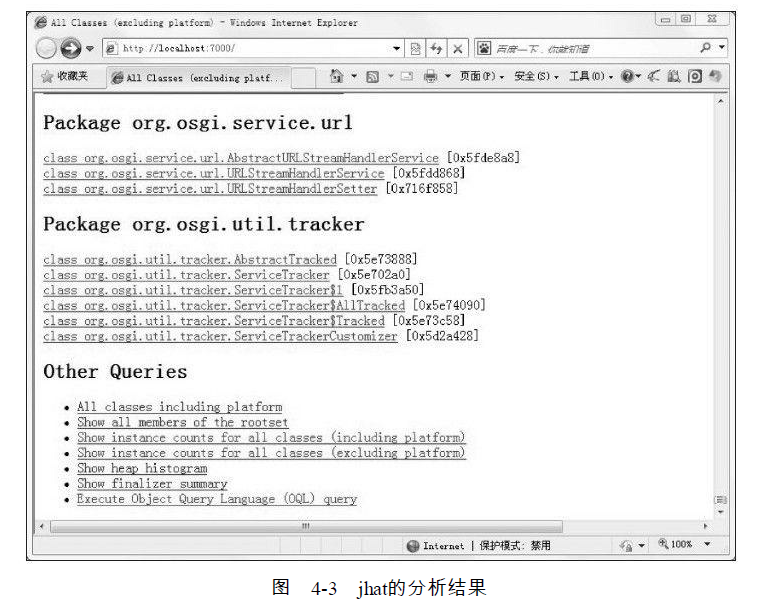 All Classes (excluding platform) - Windows Internet Explorer
http://localhost:7000/
百度一下，你就知道
收藏夹
All Classes (excluding platf...
页面(P)
安全(S)
工具(O)
Package org.osgi.service.url
class org.osgi.service.url.AbstractURLStreamHandlerService [0x5fde8a8]
class org.osgi.service.url.URLStreamHandlerService [0x5fdd868]
class org.osgi.service.url.URLStreamHandlerSetter [0x716f858]
Package org.osgi.util.tracker
class org.osgi.util.tracker.AbstractTracked [0x5e73888]
class org.osgi.util.tracker.ServiceTracker [0x5e702a0]
class org.osgi.util.tracker.ServiceTracker$1 [0x5fb3a50]
class org.osgi.util.tracker.ServiceTracker$AllTracked [0x5e74090]
class org.osgi.util.tracker.ServiceTracker$Tracked [0x5e73c58]
class org.osgi.util.tracker.ServiceTrackerCustomizer [0x5d2a428]
Other Queries
• All classes including platform
• Show all members of the rootset
• Show instance counts for all classes (including platform)
• Show instance counts for all classes (excluding platform)
• Show heap histogram
• Show finalizer summary
• Execute Object Query Language (OQL) query
Internet | 保护模式: 禁用
100%
图 4-3 jhat的分析结果